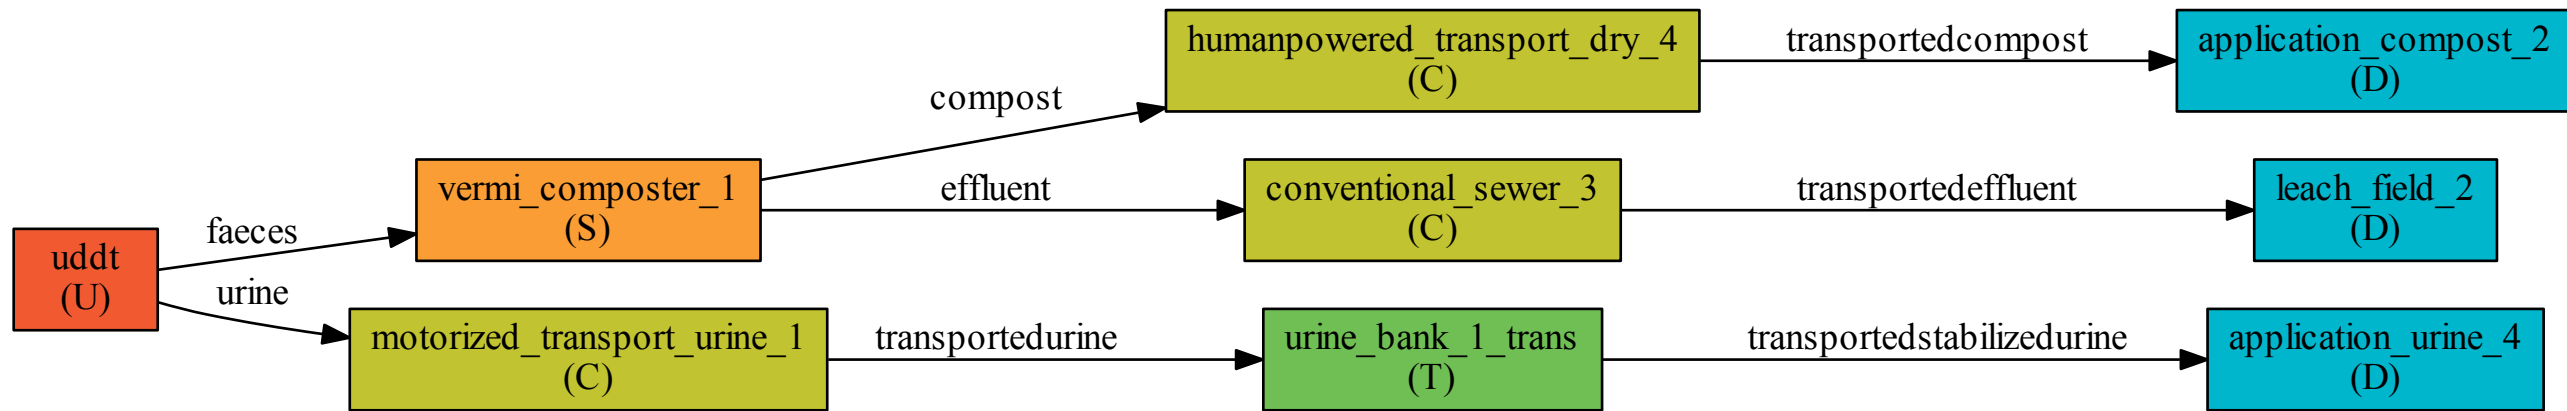 humanpowered_transport_dry_4
(C)
transportedcompost
application_compost_2
(D)
compost
vermi_composter_1
(S)
effluent
conventional_sewer_3
(C)
transportedeffluent
leach_field_2
(D)
faeces
uddt
(U)
urine
motorized_transport_urine_1
(C)
transportedurine
urine_bank_1_trans
(T)
transportedstabilizedurine
application_urine_4
(D)